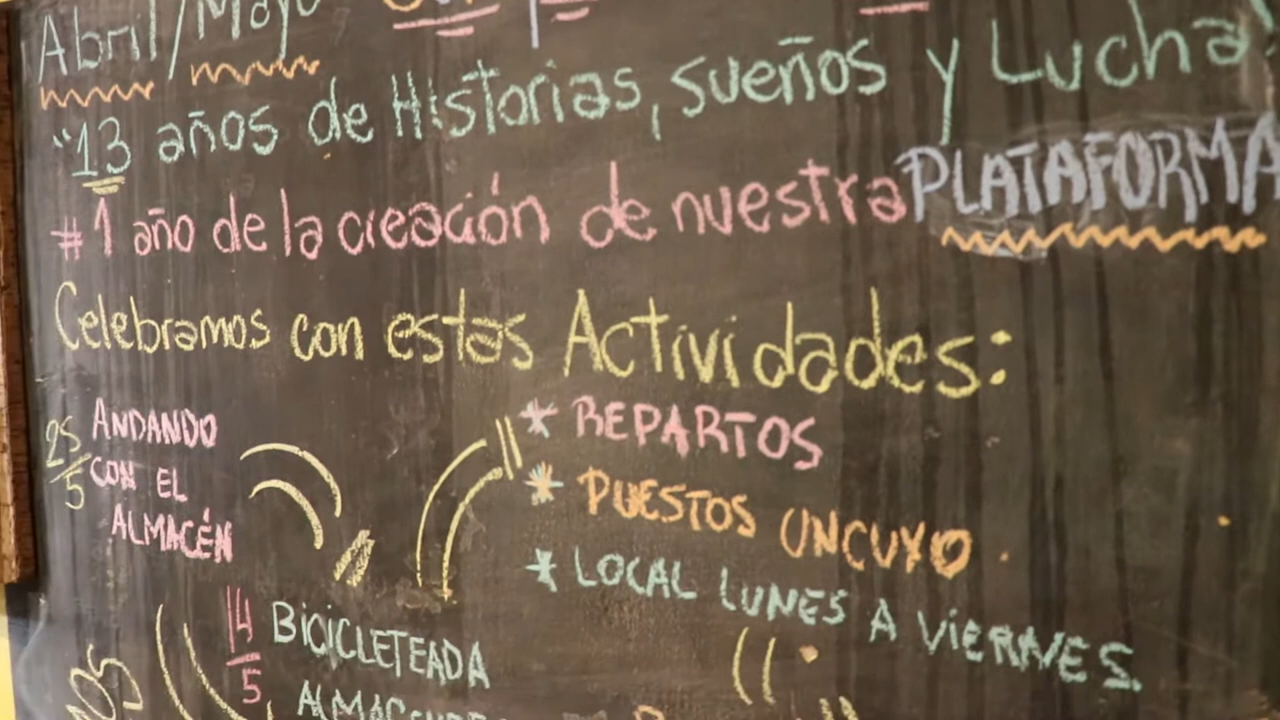 Abril/Mayo
"13 años de Historias, sueños y Lucha"
#1 año de la creación de nuestra PLATAFORMA
Celebramos con estas Actividades:
25/5 ANDANDO
CON EL
ALMACÉN
* REPARTOS
* PUESTOS UNCUYO.
* LOCAL LUNES A VIERNES.
14/5 BICICLETEADA